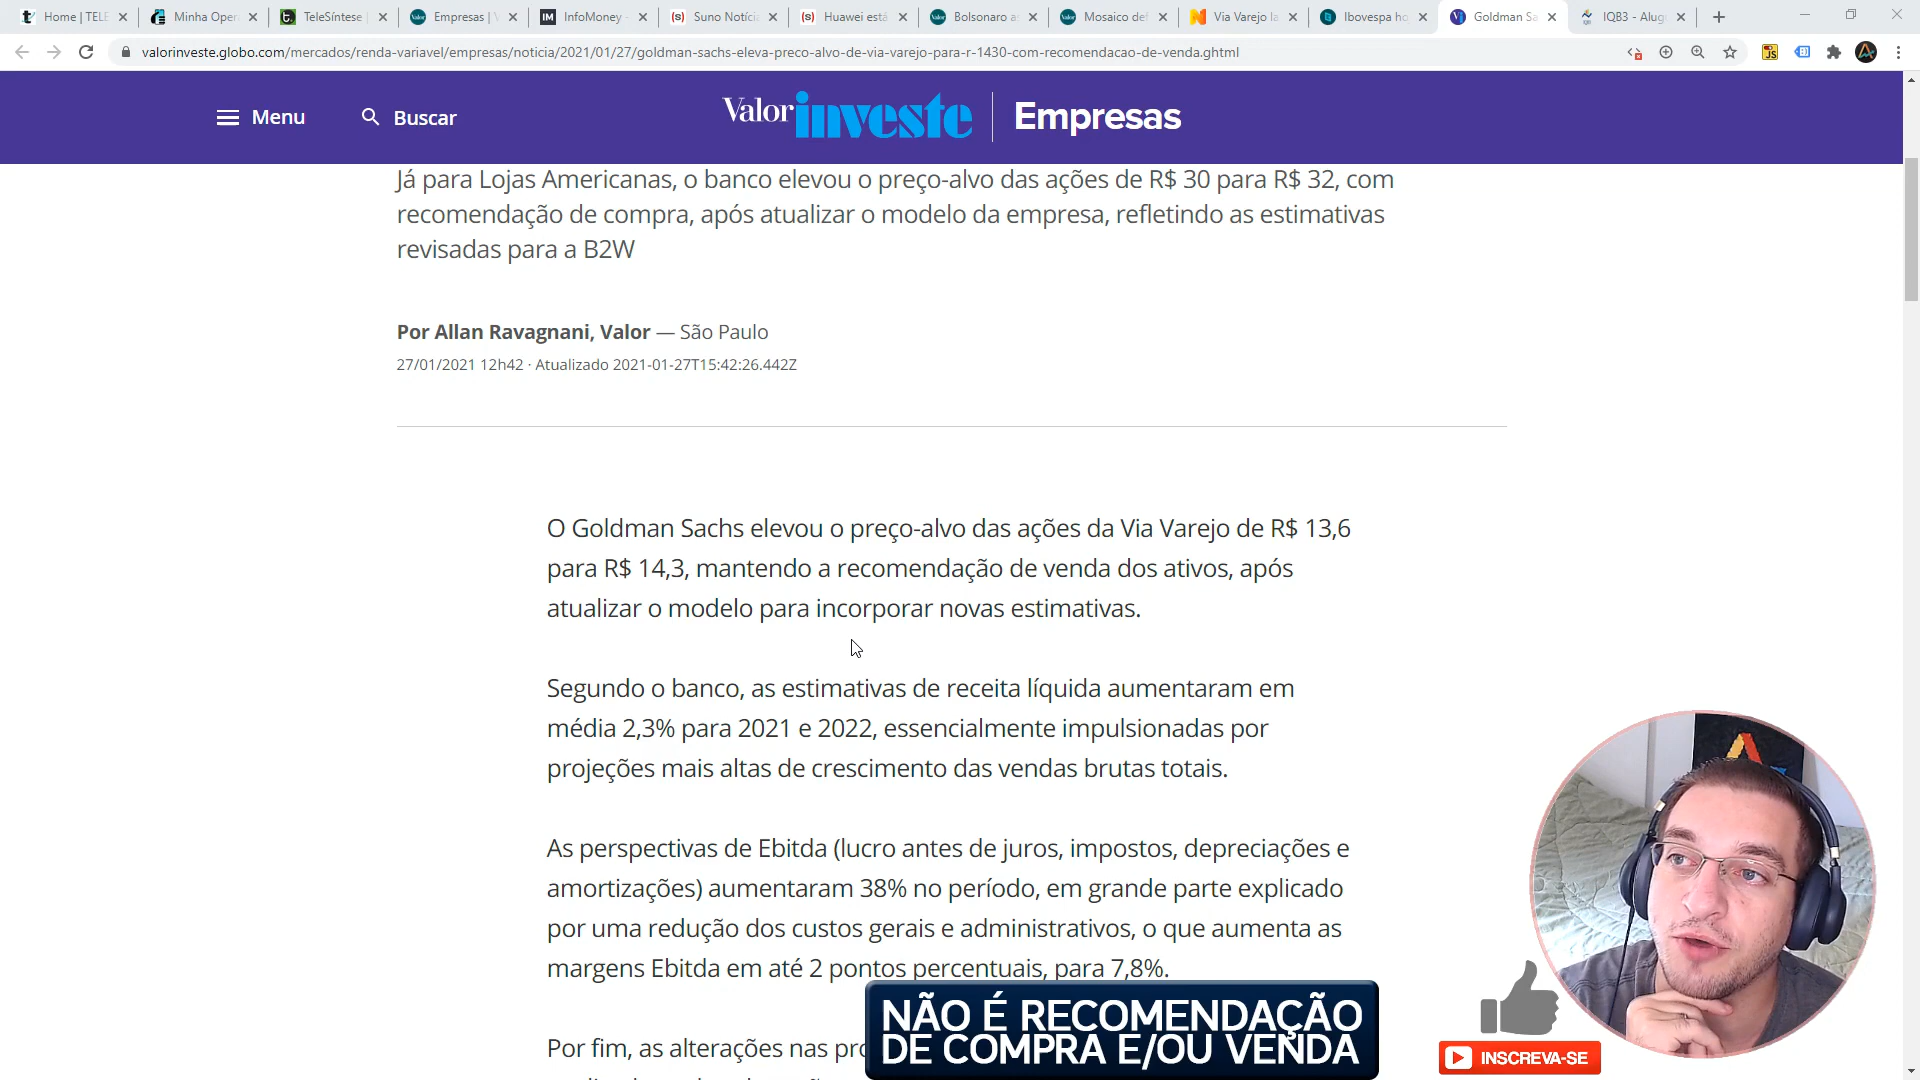 Home | TELE
Minha Oper
TeleSíntese |
Empresas | V
InfoMoney -
Suno Notícia
Huawei está
Bolsonaro a
Mosaico de
Via Varejo la
Ibovespa ho
Goldman Sa
IQB3 - Alug
valorinveste.globo.com/mercados/renda-variavel/empresas/noticia/2021/01/27/goldman-sachs-eleva-preco-alvo-de-via-varejo-para-r-1430-com-recomendacao-de-venda.ghtml
Menu
Buscar
Valor investe
Empresas
Já para Lojas Americanas, o banco elevou o preço-alvo das ações de R$ 30 para R$ 32, com
recomendação de compra, após atualizar o modelo da empresa, refletindo as estimativas
revisadas para a B2W
Por Allan Ravagnani, Valor — São Paulo
27/01/2021 12h42 · Atualizado 2021-01-27T15:42:26.442Z
O Goldman Sachs elevou o preço-alvo das ações da Via Varejo de R$ 13,6
para R$ 14,3, mantendo a recomendação de venda dos ativos, após
atualizar o modelo para incorporar novas estimativas.
Segundo o banco, as estimativas de receita líquida aumentaram em
média 2,3% para 2021 e 2022, essencialmente impulsionadas por
projeções mais altas de crescimento das vendas brutas totais.
As perspectivas de Ebitda (lucro antes de juros, impostos, depreciações e
amortizações) aumentaram 38% no período, em grande parte explicado
por uma redução dos custos gerais e administrativos, o que aumenta as
margens Ebitda em até 2 pontos percentuais, para 7,8%.
Por fim, as alterações nas pro
NÃO É RECOMENDAÇÃO
DE COMPRA E/OU VENDA
INSCREVA-SE